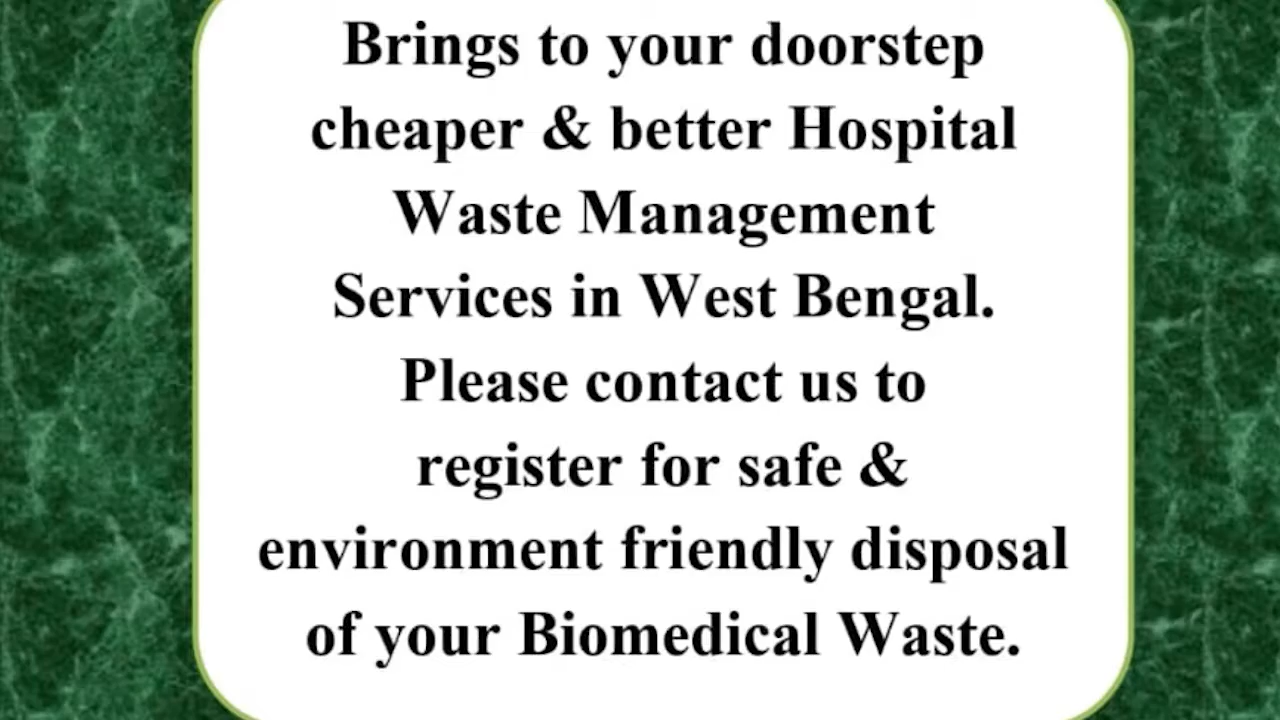 Brings to your doorstep
cheaper & better Hospital
Waste Management
Services in West Bengal.
Please contact us to
register for safe &
environment friendly disposal
of your Biomedical Waste.